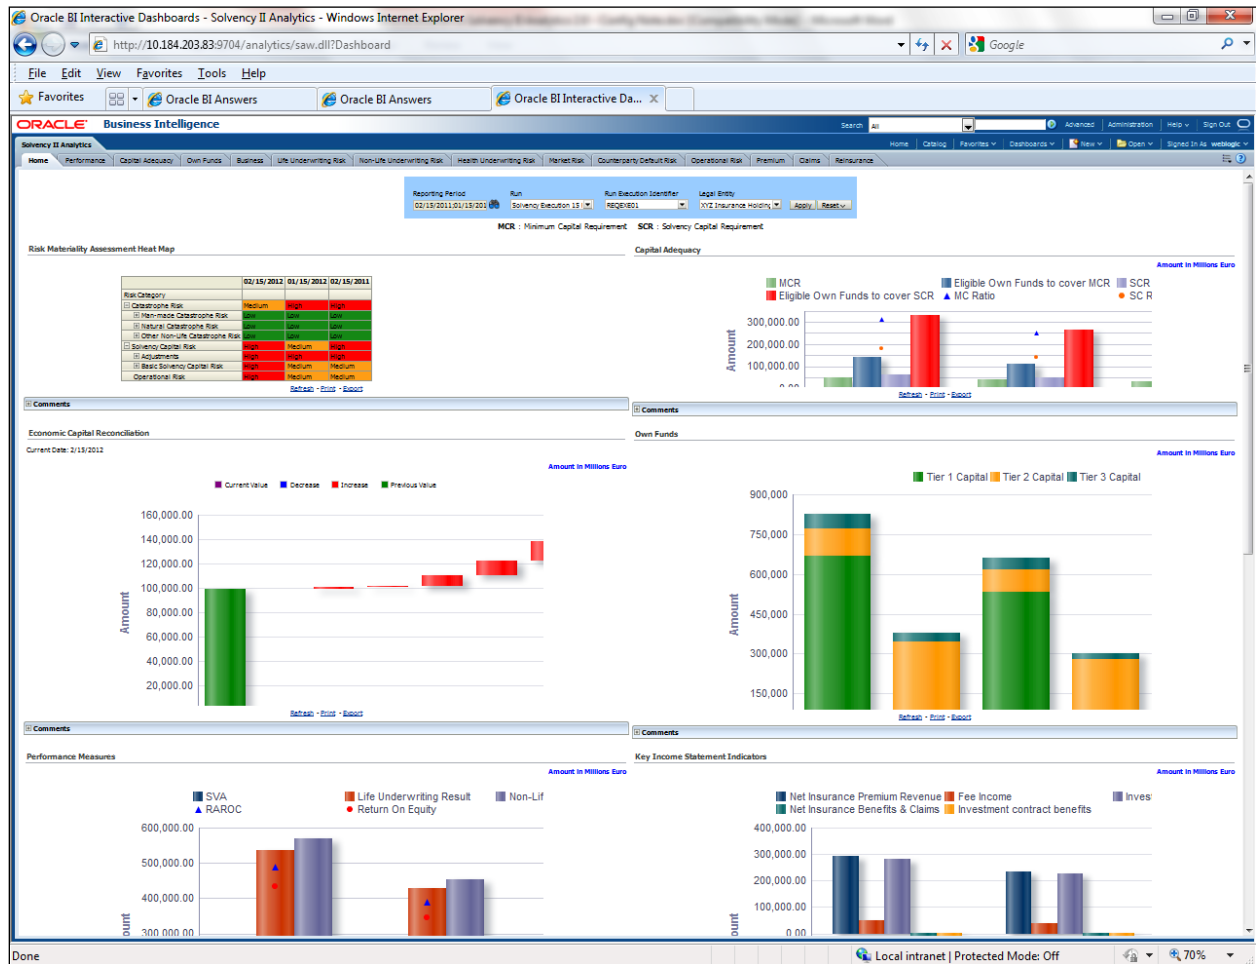 Oracle BI Interactive Dashboards - Solvency II Analytics - Windows Internet Explorer
http://10.184.203.83:9704/analytics/saw.dll?Dashboard
Google
File Edit View Favorites Tools Help
Favorites Oracle BI Answers Oracle BI Answers Oracle BI Interactive Da...
ORACLE Business Intelligence
Search All Advanced Administration Help Sign Out
Solvency II Analytics
Home Catalog Favorites Dashboards New Open Signed In As weblogic
Home Performance Capital Adequacy Own Funds Business Life Underwriting Risk Non-Life Underwriting Risk Health Underwriting Risk Market Risk Counterparty Default Risk Operational Risk Premium Claims Reinsurance
Reporting Period Run Run Execution Identifier Legal Entity
02/15/2011;01/15/201 Solvency Execution 15 REQEXE01 XYZ Insurance Holding Apply Reset
MCR : Minimum Capital Requirement SCR : Solvency Capital Requirement
Risk Materiality Assessment Heat Map
02/15/2012 01/15/2012 02/15/2011
Risk Category
Catastrophe Risk Medium High High
Man-made Catastrophe Risk Low Low Low
Natural Catastrophe Risk Low Low Low
Other Non-Life Catastrophe Risk Low Low Low
Solvency Capital Risk High Medium High
Adjustments High High High
Basic Solvency Capital Risk High Medium Medium
Operational Risk High Medium Medium
Refresh - Print - Export
Comments
Capital Adequacy
Amount in Millions Euro
MCR Eligible Own Funds to cover MCR SCR
Eligible Own Funds to cover SCR MC Ratio SC R
Amount
300,000.00
200,000.00
100,000.00
0.00
Refresh - Print - Export
Comments
Economic Capital Reconciliation
Current Date: 2/15/2012
Amount in Millions Euro
Current Value Decrease Increase Previous Value
Amount
160,000.00
140,000.00
120,000.00
100,000.00
80,000.00
60,000.00
40,000.00
20,000.00
Refresh - Print - Export
Comments
Own Funds
Amount in Millions Euro
Tier 1 Capital Tier 2 Capital Tier 3 Capital
Amount
900,000
750,000
600,000
450,000
300,000
150,000
Refresh - Print - Export
Comments
Performance Measures
Amount in Millions Euro
SVA Life Underwriting Result Non-Lif
RAROC Return On Equity
600,000.00
500,000.00
400,000.00
300,000.00
ount
Key Income Statement Indicators
Amount in Millions Euro
Net Insurance Premium Revenue Fee Income Inves
Net Insurance Benefits & Claims Investment contract benefits
400,000.00
300,000.00
200,000.00
100,000.00
0.00
ount
Done
Local intranet | Protected Mode: Off
70%